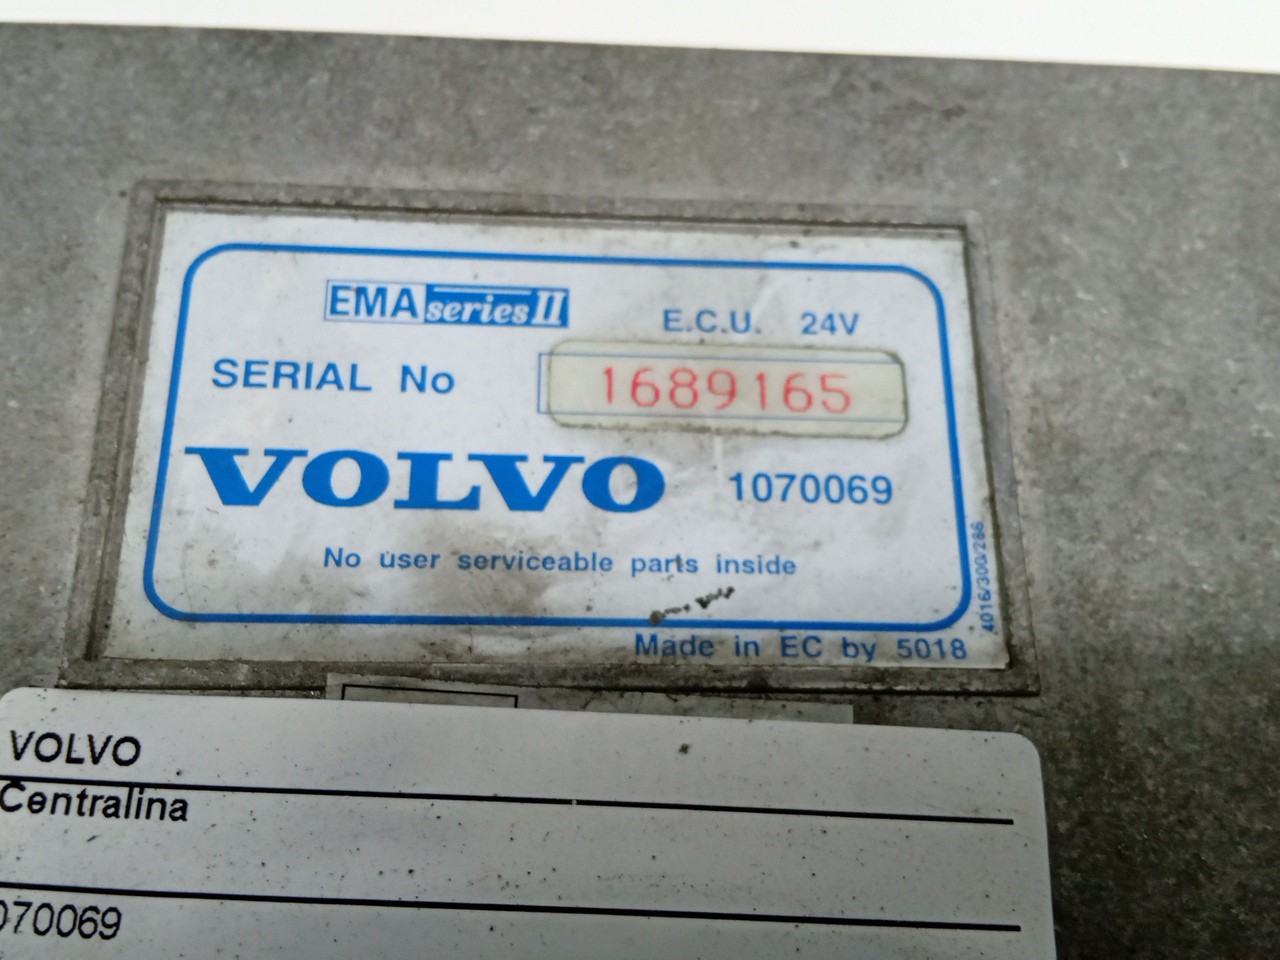 EMA series II
E.C.U. 24V
SERIAL No 1689165
VOLVO 1070069
No user serviceable parts inside
4016/300/286
Made in EC by 5018
VOLVO
Centralina
070069